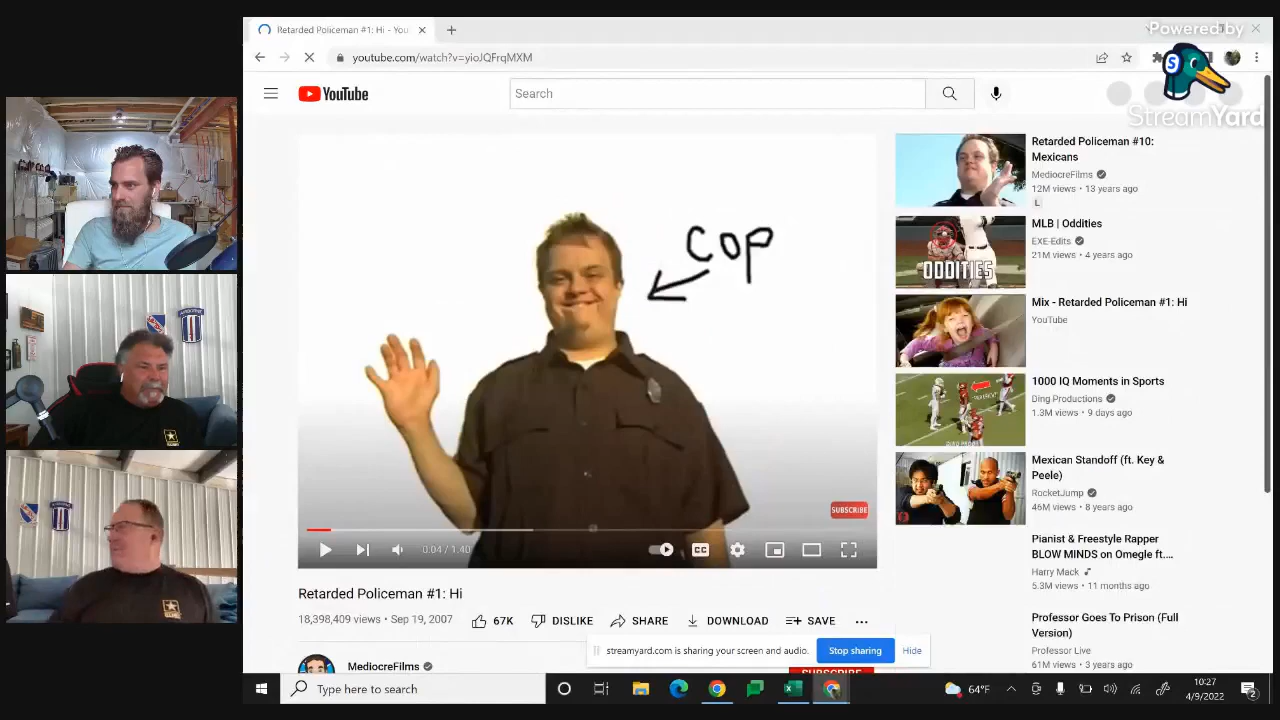 Retarded Policeman #1: Hi - You
youtube.com/watch?v=yioJQFrqMXM
Powered by
StreamYard
YouTube
Search
COP
SUBSCRIBE
0:04 / 1:40
CC
Retarded Policeman #1: Hi
18,398,409 views • Sep 19, 2007
67K
DISLIKE
SHARE
DOWNLOAD
SAVE
MediocreFilms
Retarded Policeman #10:
Mexicans
MediocreFilms
12M views • 13 years ago
L
MLB | Oddities
EXE-Edits
21M views • 4 years ago
ODDITIES
Mix - Retarded Policeman #1: Hi
YouTube
1000 IQ Moments in Sports
Ding Productions
1.3M views • 9 days ago
Mexican Standoff (ft. Key &
Peele)
RocketJump
46M views • 8 years ago
Pianist & Freestyle Rapper
BLOW MINDS on Omegle ft....
Harry Mack
5.3M views • 11 months ago
Professor Goes To Prison (Full
Version)
Professor Live
61M views • 3 years ago
streamyard.com is sharing your screen and audio.
Stop sharing
Hide
Type here to search
64°F
10:27
4/9/2022
2